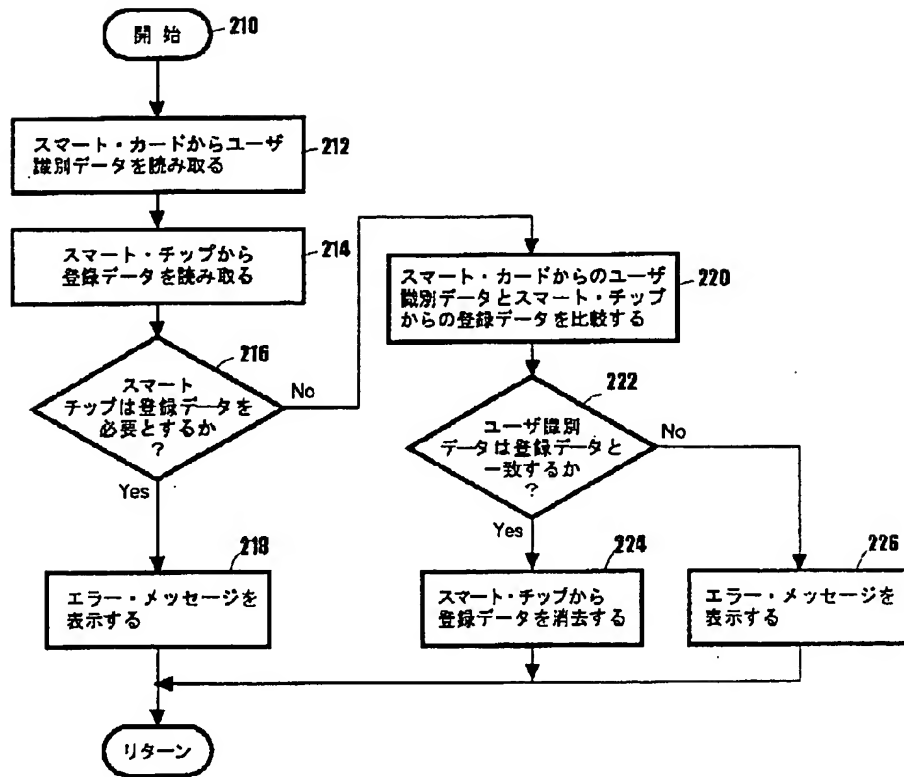 開始
210
スマート・カードからユーザ
識別データを読み取る
212
スマート・チップから
登録データを読み取る
214
スマート
チップは登録データを
必要とするか
?
216
No
Yes
エラー・メッセージを
表示する
218
スマート・カードからのユーザ
識別データとスマート・チップ
からの登録データを比較する
220
ユーザ識別
データは登録データと
一致するか
?
222
No
Yes
スマート・チップから
登録データを消去する
224
エラー・メッセージを
表示する
226
リターン